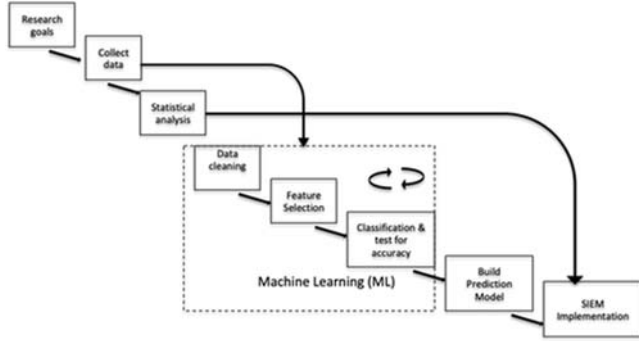 Research
goals
Collect
data
Statistical
analysis
Data
cleaning
Feature
Selection
Classification &
test for
accuracy
Machine Learning (ML)
Build
Prediction
Model
SIEM
Implementation